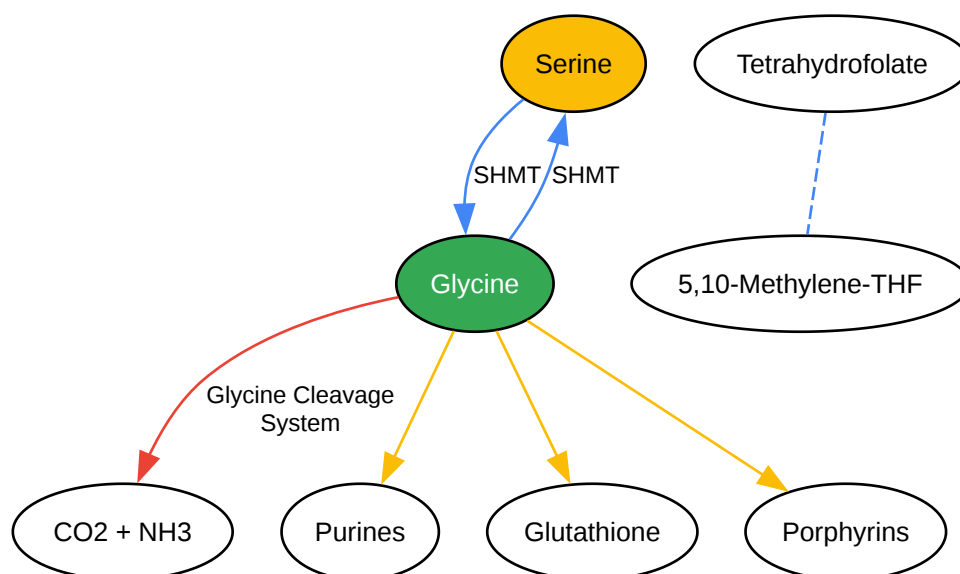 Serine
Tetrahydrofolate
SHMT
SHMT
Glycine
5,10-Methylene-THF
Glycine Cleavage
System
CO2 + NH3
Purines
Glutathione
Porphyrins